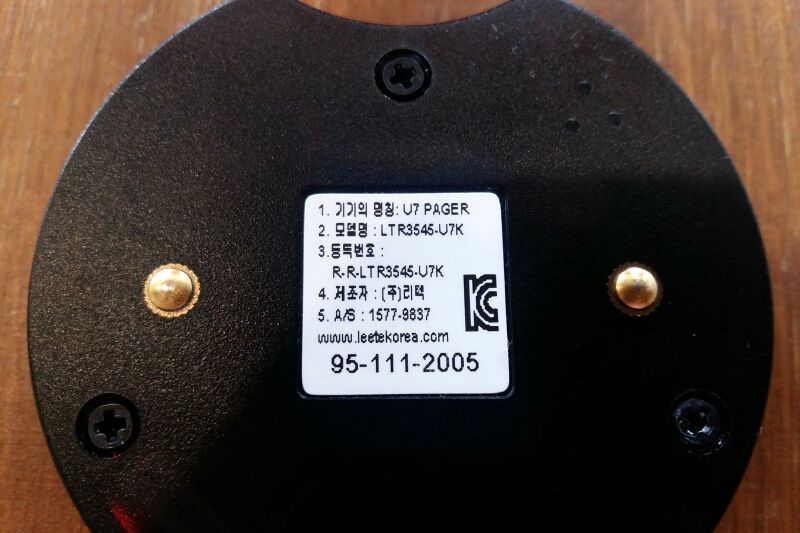 1. 기기의 명칭: U7 PAGER
2. 모델명 : LTR3545-U7K
3.등록번호 :
R-R-LTR3545-U7K
4. 제조자 : (주)리텍
5. A/S : 1577-9837
www.leetekorea.com
95-111-2005